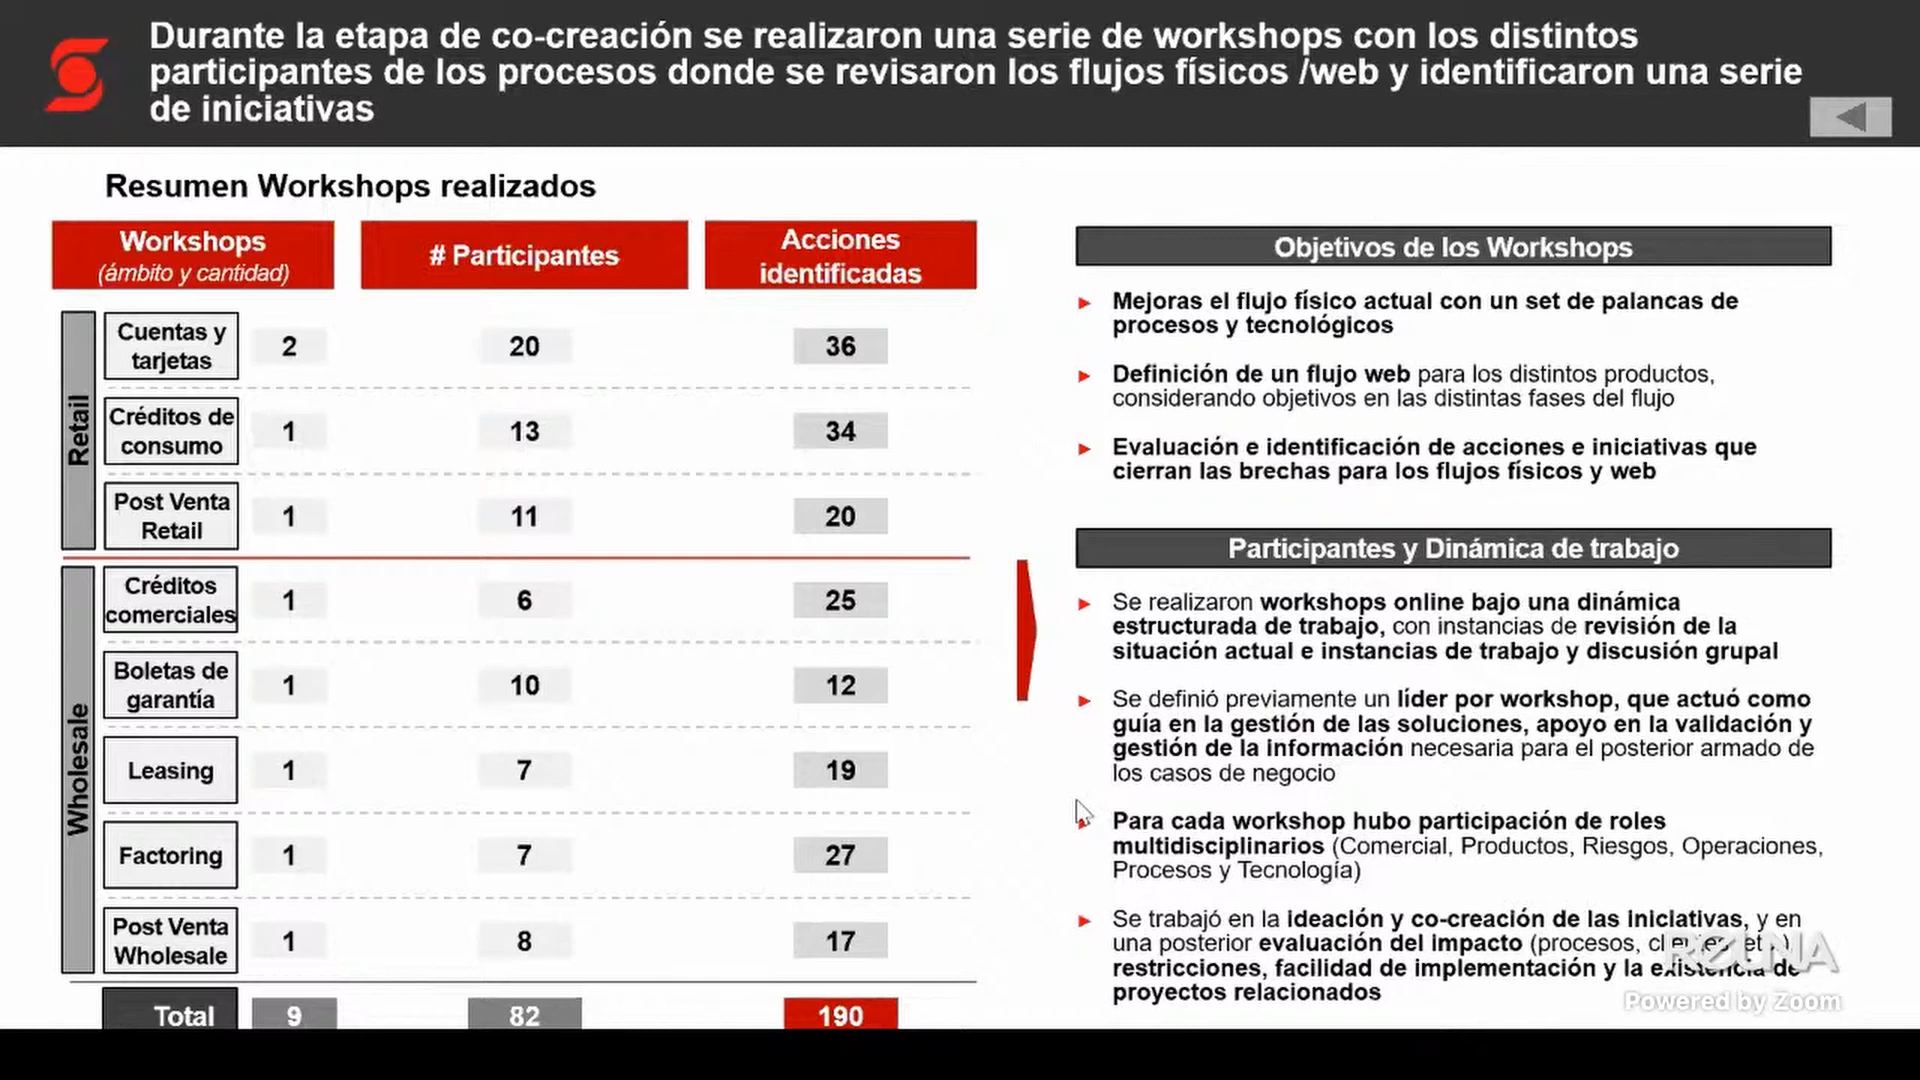 Durante la etapa de co-creación se realizaron una serie de workshops con los distintos
participantes de los procesos donde se revisaron los flujos físicos /web y identificaron una serie
de iniciativas
Resumen Workshops realizados
Workshops
(ámbito y cantidad)
# Participantes
Acciones
identificadas
Retail
Cuentas y
tarjetas
2
20
36
Créditos de
consumo
1
13
34
Post Venta
Retail
1
11
20
Wholesale
Créditos
comerciales
1
6
25
Boletas de
garantía
1
10
12
Leasing
1
7
19
Factoring
1
7
27
Post Venta
Wholesale
1
8
17
Total
9
82
190
Objetivos de los Workshops
Mejoras el flujo físico actual con un set de palancas de
procesos y tecnológicos
Definición de un flujo web para los distintos productos,
considerando objetivos en las distintas fases del flujo
Evaluación e identificación de acciones e iniciativas que
cierran las brechas para los flujos físicos y web
Participantes y Dinámica de trabajo
Se realizaron workshops online bajo una dinámica
estructurada de trabajo, con instancias de revisión de la
situación actual e instancias de trabajo y discusión grupal
Se definió previamente un líder por workshop, que actuó como
guía en la gestión de las soluciones, apoyo en la validación y
gestión de la información necesaria para el posterior armado de
los casos de negocio
Para cada workshop hubo participación de roles
multidisciplinarios (Comercial, Productos, Riesgos, Operaciones,
Procesos y Tecnología)
Se trabajó en la ideación y co-creación de las iniciativas, y en
una posterior evaluación del impacto (procesos,
restricciones, facilidad de implementación y la existencia de
proyectos relacionados
REUNA
Powered by Zoom